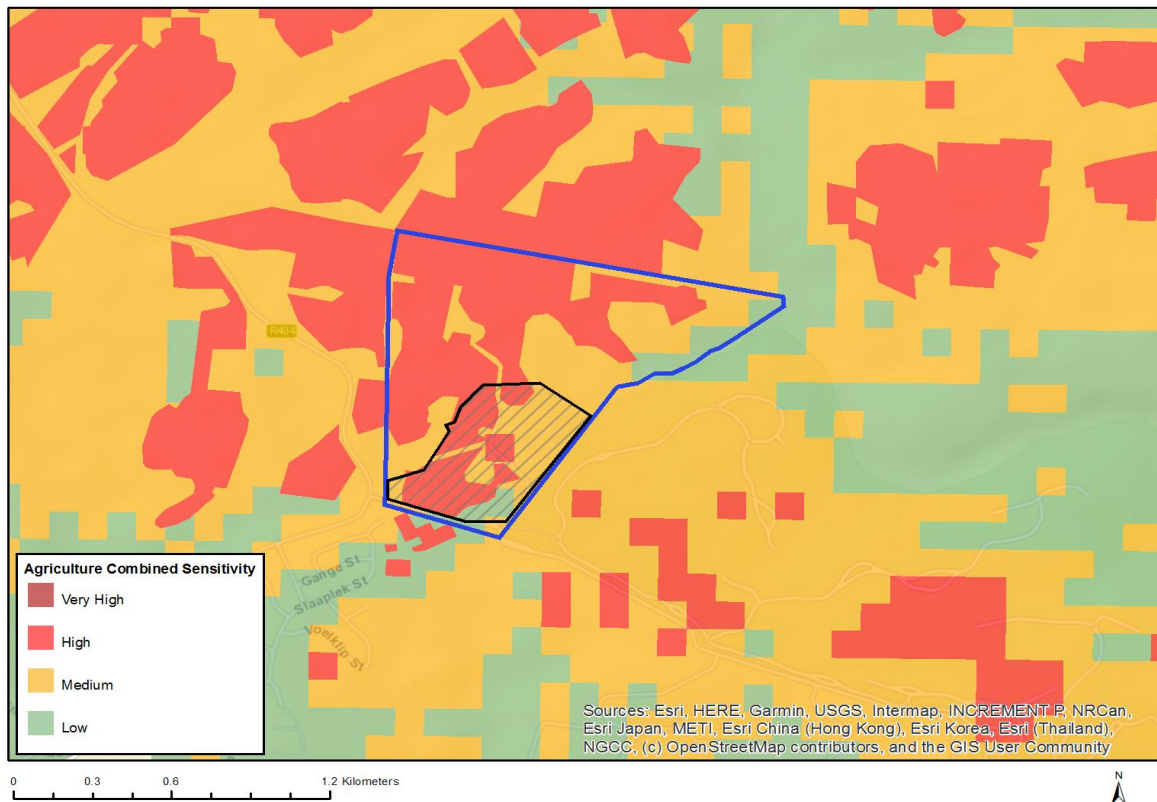 R404
Gange St
Slaaplek St
Voelklip St
Agriculture Combined Sensitivity
Very High
High
Medium
Low
Sources: Esri, HERE, Garmin, USGS, Intermap, INCREMENT P, NRCan,
Esri Japan, METI, Esri China (Hong Kong), Esri Korea, Esri (Thailand),
NGCC, (c) OpenStreetMap contributors, and the GIS User Community
0 0.3 0.6 1.2 Kilometers
N